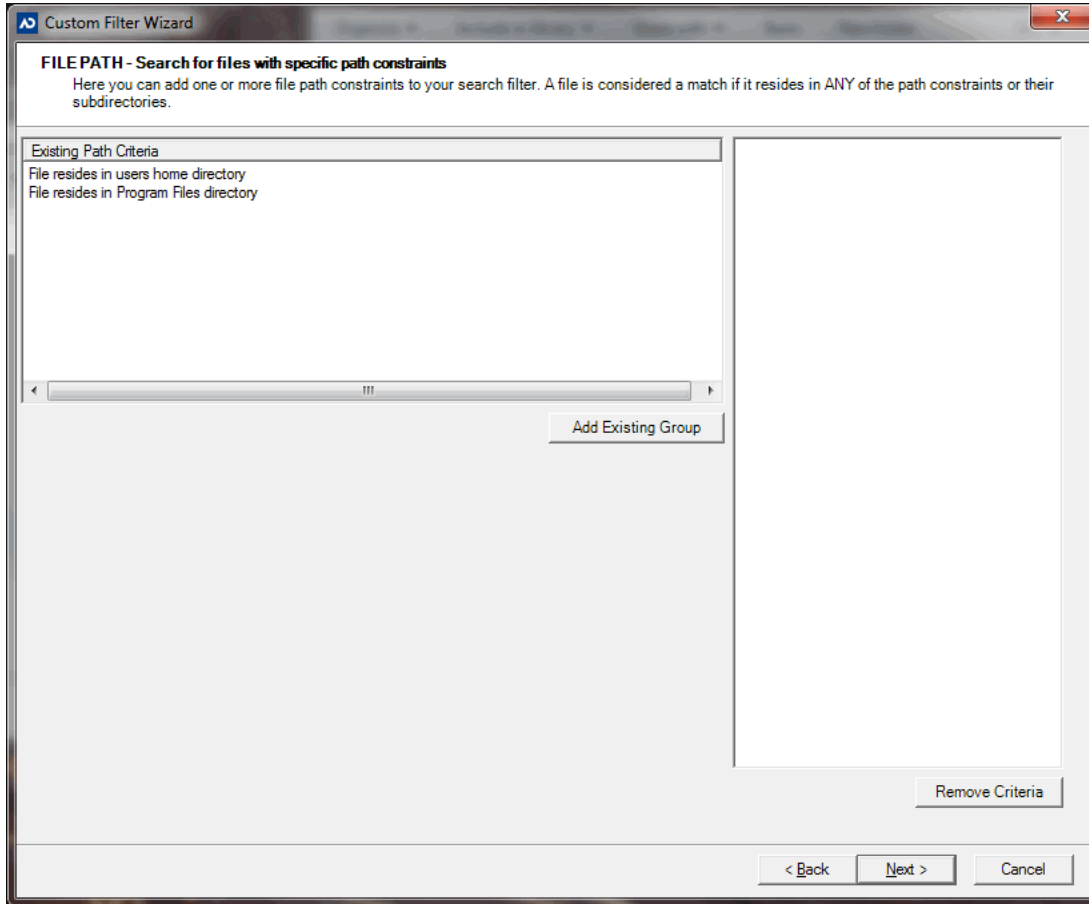 Custom Filter Wizard
FILE PATH - Search for files with specific path constraints
Here you can add one or more file path constraints to your search filter. A file is considered a match if it resides in ANY of the path constraints or their
subdirectories.
Existing Path Criteria
File resides in users home directory
File resides in Program Files directory
Add Existing Group
Remove Criteria
< Back
Next >
Cancel